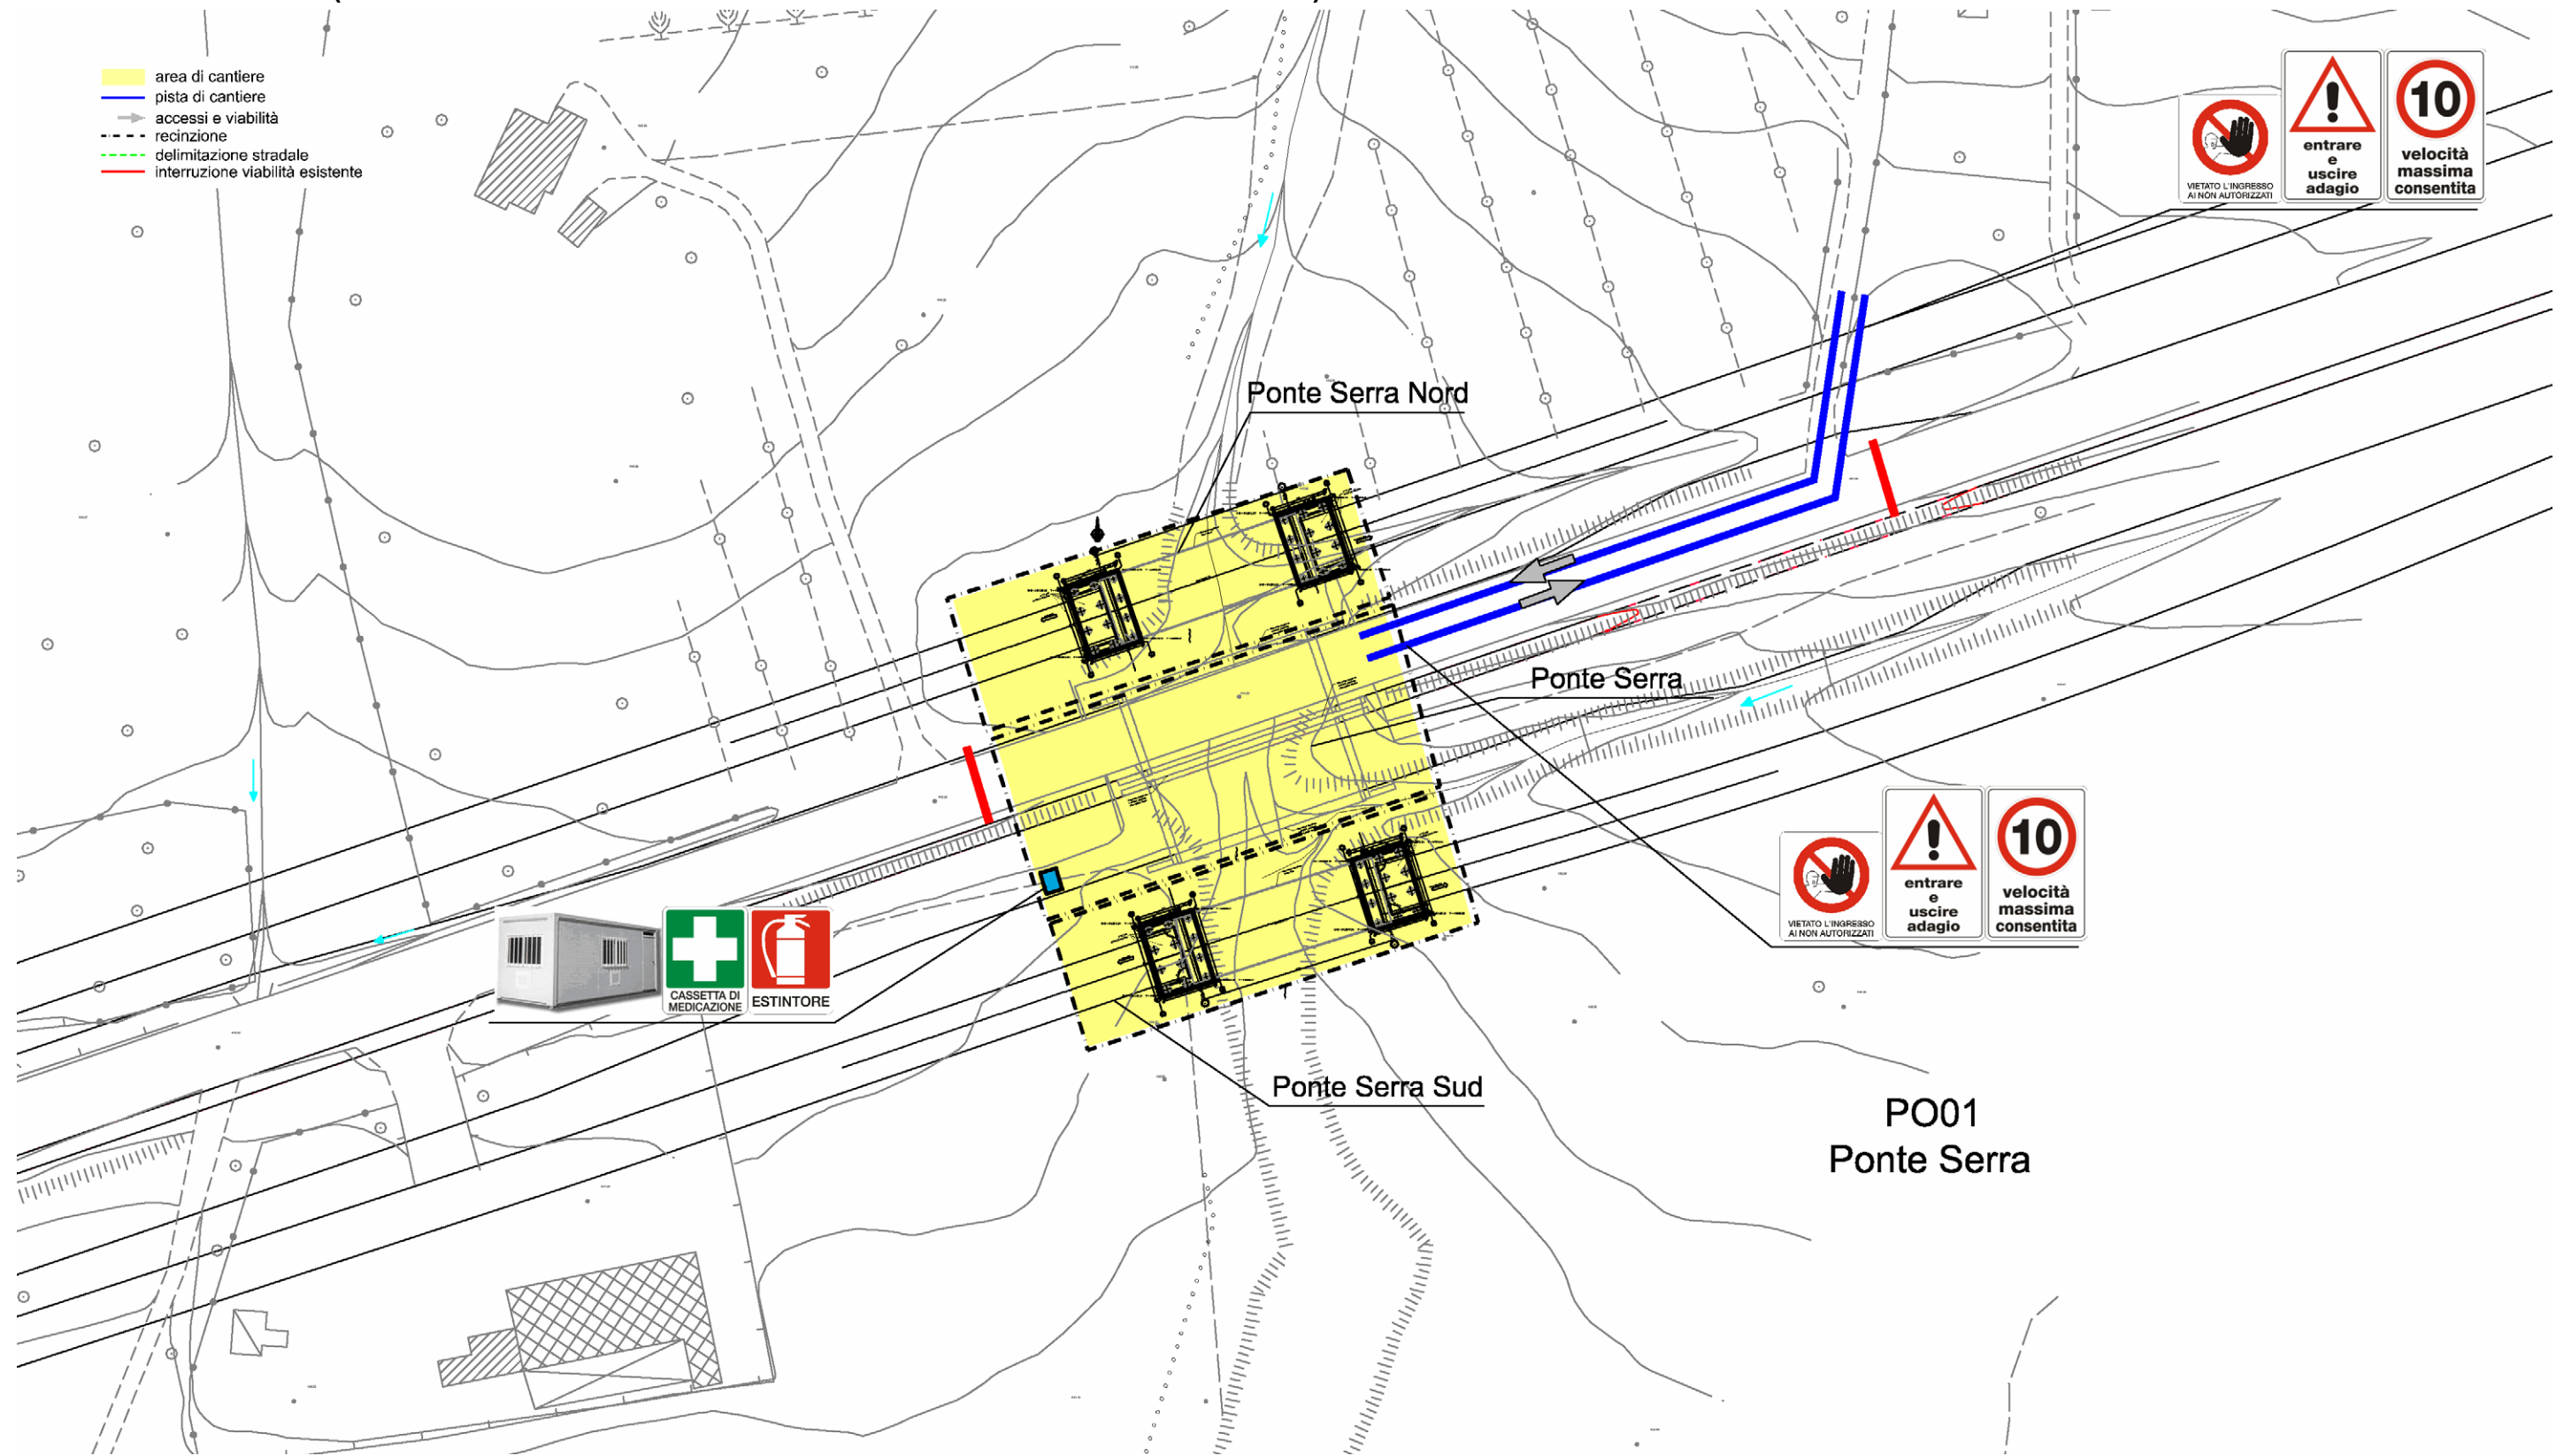 area di cantiere
pista di cantiere
accessi e viabilità
recinzione
delimitazione stradale
interruzione viabilità esistente
VIETATO L'INGRESSO
AI NON AUTORIZZATI
entrare
e
uscire
adagio
10
velocità
massima
consentita
Ponte Serra Nord
Ponte Serra
VIETATO L'INGRESSO
AI NON AUTORIZZATI
entrare
e
uscire
adagio
10
velocità
massima
consentita
CASSETTA DI
MEDICAZIONE
ESTINTORE
Ponte Serra Sud
PO01
Ponte Serra